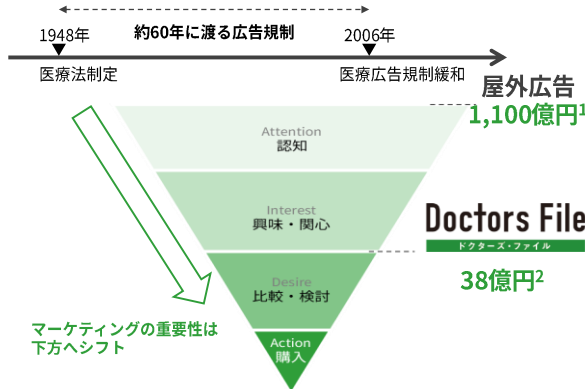 約60年に渡る広告規制
1948年
2006年
医療法制定
医療広告規制緩和
屋外広告
1,100億円1
Attention
認知
Interest
興味・関心
Doctors File
ドクターズ・ファイル
Desire
比較・検討
38億円2
マーケティングの重要性は
下方へシフト
Action
購入